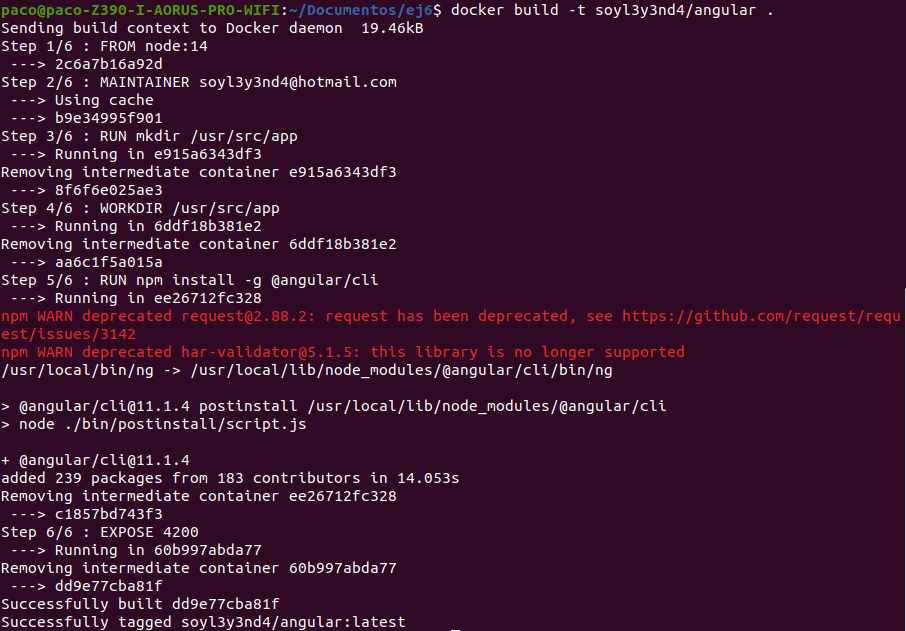 paco@paco-Z390-I-AORUS-PRO-WIFI:~/Documentos/ej6$ docker build -t soyl3y3nd4/angular .
Sending build context to Docker daemon  19.46kB
Step 1/6 : FROM node:14
 ---> 2c6a7b16a92d
Step 2/6 : MAINTAINER soyl3y3nd4@hotmail.com
 ---> Using cache
 ---> b9e34995f901
Step 3/6 : RUN mkdir /usr/src/app
 ---> Running in e915a6343df3
Removing intermediate container e915a6343df3
 ---> 8f6f6e025ae3
Step 4/6 : WORKDIR /usr/src/app
 ---> Running in 6ddf18b381e2
Removing intermediate container 6ddf18b381e2
 ---> aa6c1f5a015a
Step 5/6 : RUN npm install -g @angular/cli
 ---> Running in ee26712fc328
npm WARN deprecated request@2.88.2: request has been deprecated, see https://github.com/request/requ
est/issues/3142
npm WARN deprecated har-validator@5.1.5: this library is no longer supported
/usr/local/bin/ng -> /usr/local/lib/node_modules/@angular/cli/bin/ng
> @angular/cli@11.1.4 postinstall /usr/local/lib/node_modules/@angular/cli
> node ./bin/postinstall/script.js
+ @angular/cli@11.1.4
added 239 packages from 183 contributors in 14.053s
Removing intermediate container ee26712fc328
 ---> c1857bd743f3
Step 6/6 : EXPOSE 4200
 ---> Running in 60b997abda77
Removing intermediate container 60b997abda77
 ---> dd9e77cba81f
Successfully built dd9e77cba81f
Successfully tagged soyl3y3nd4/angular:latest